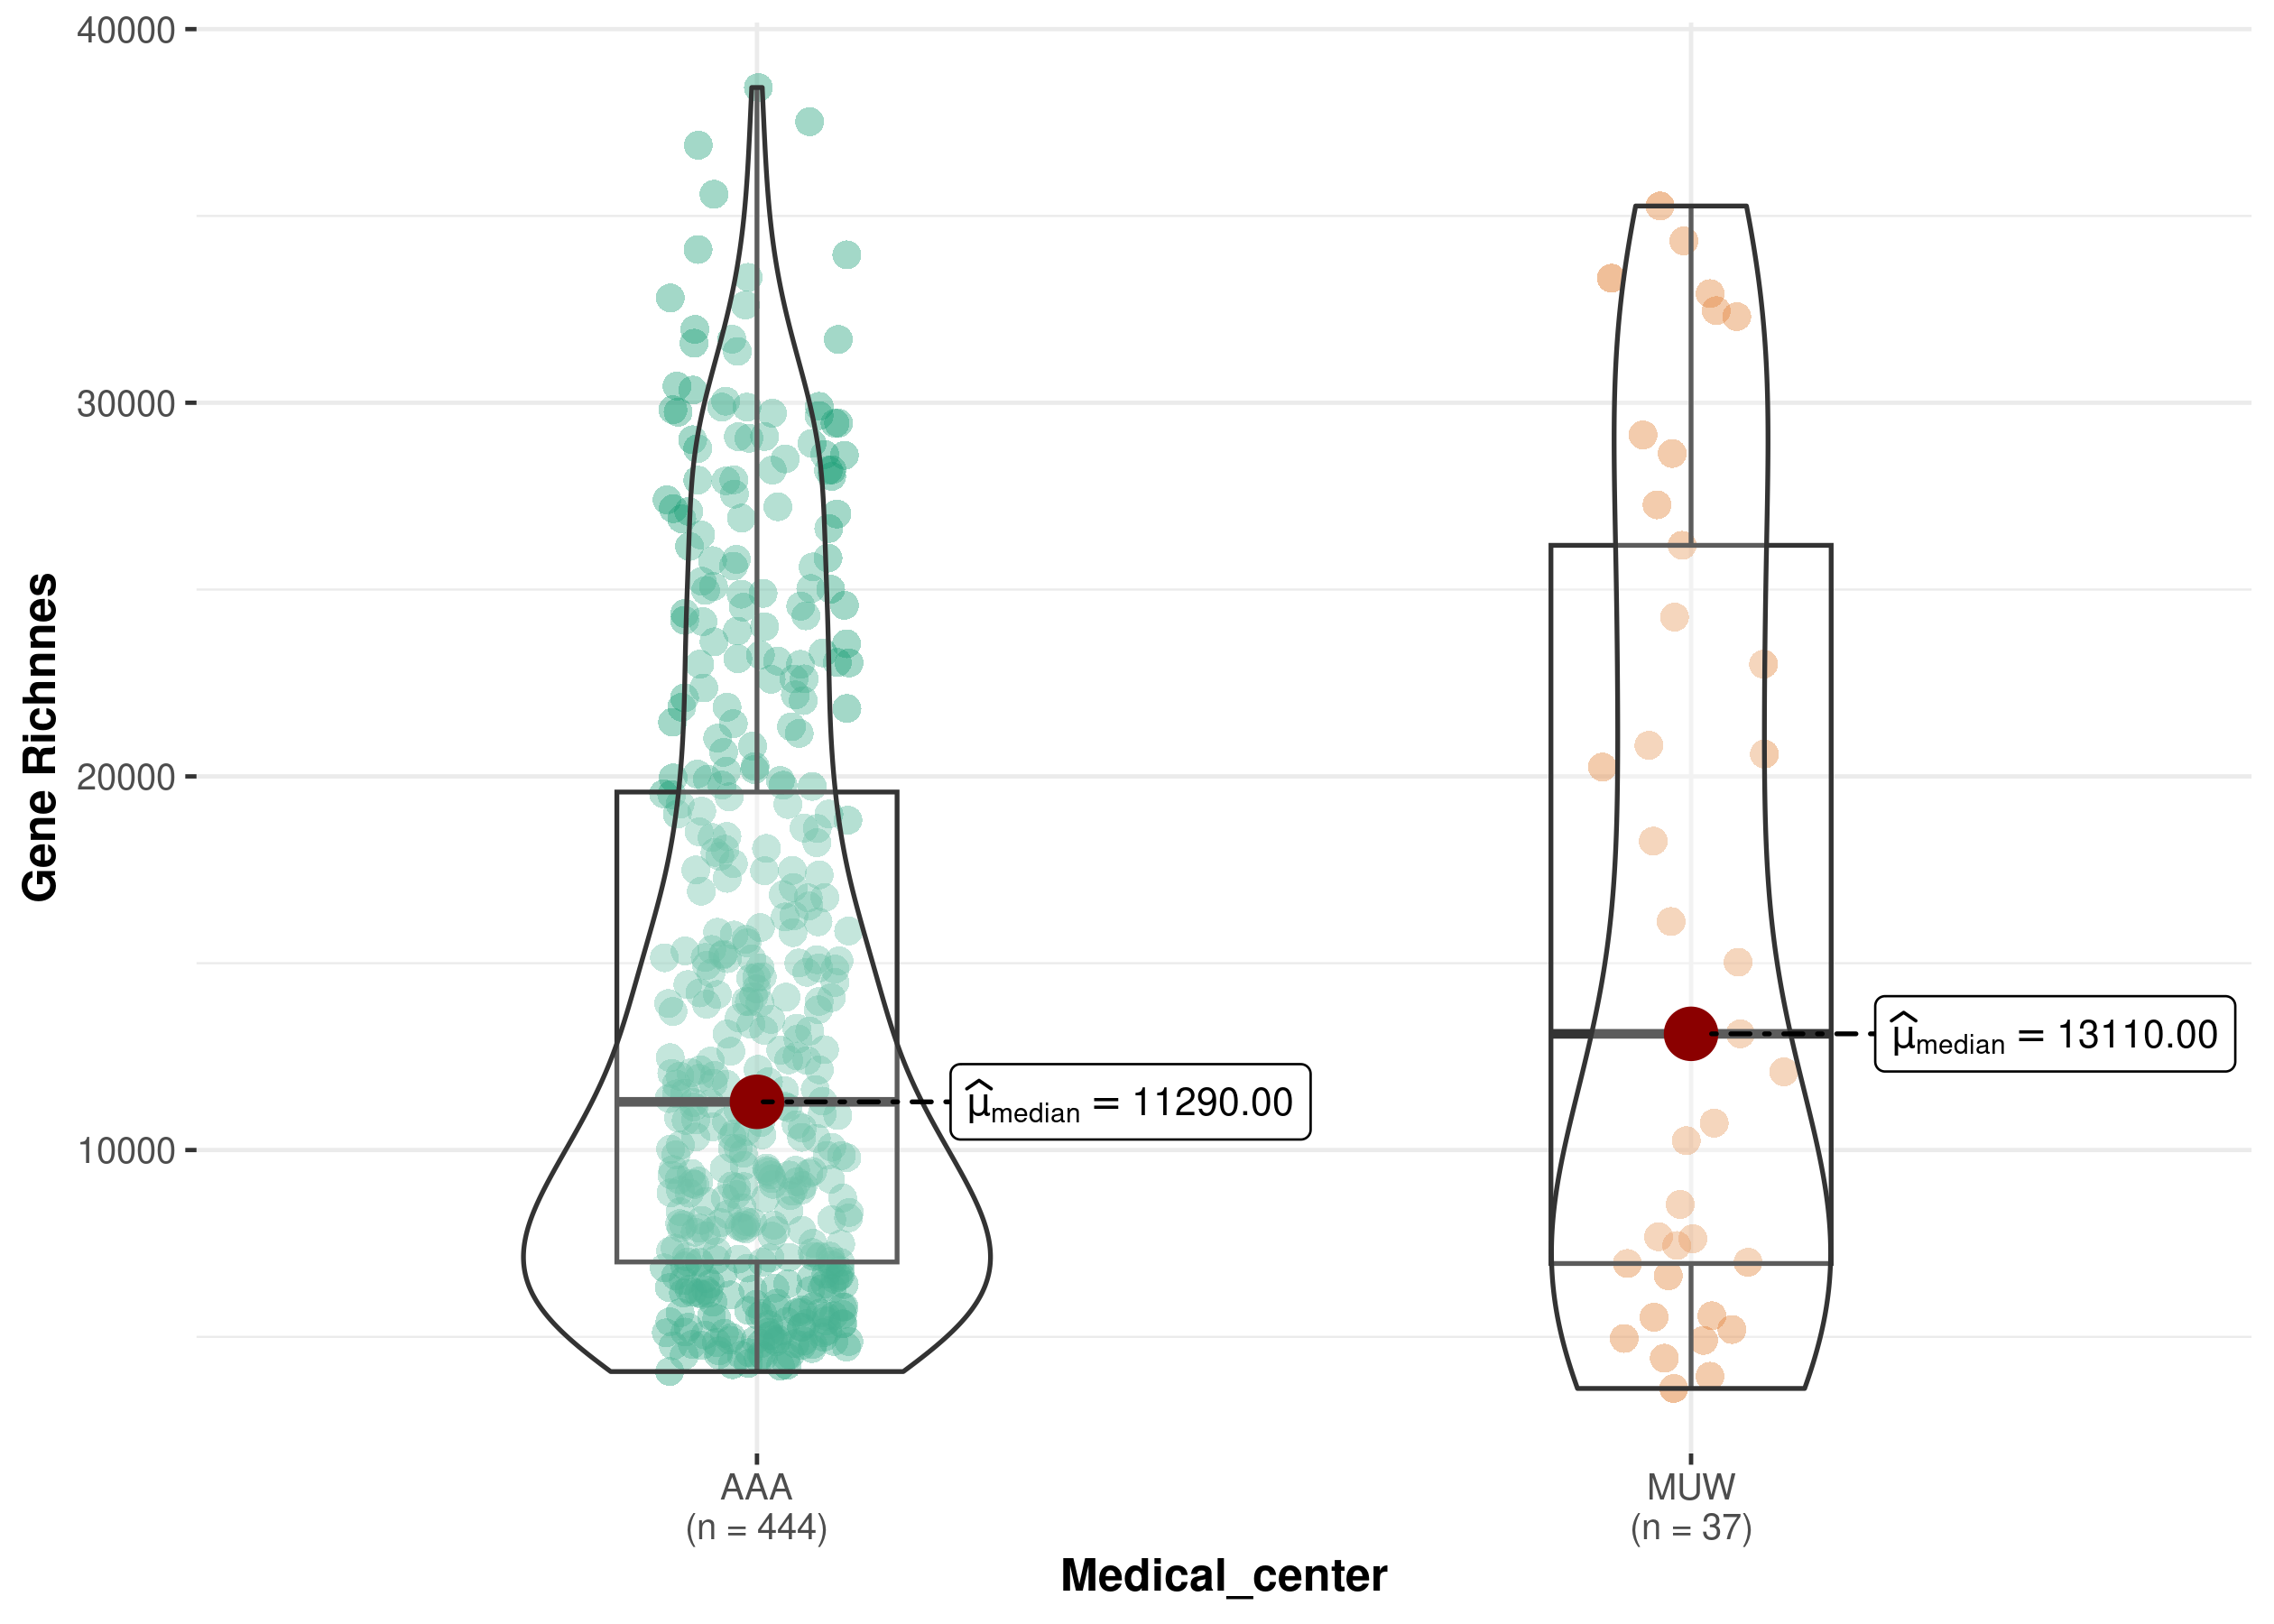 40000
30000
20000
10000
Gene Richnnes
μ̂median = 11290.00
μ̂median = 13110.00
AAA
(n = 444)
MUW
(n = 37)
Medical_center